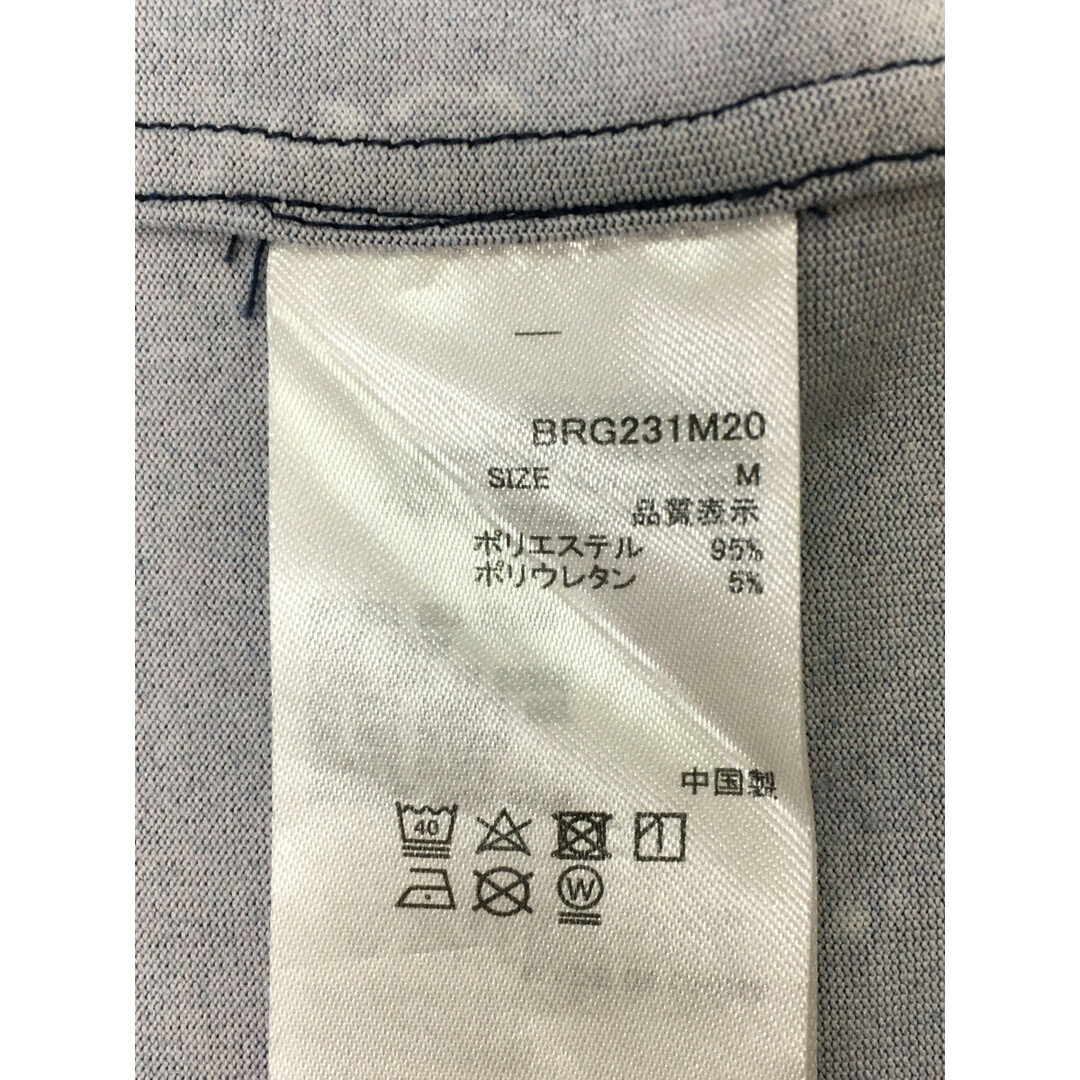 BRG231M20
SIZE M
品質表示
ポリエステル 95%
ポリウレタン 5%
中国製
40
W